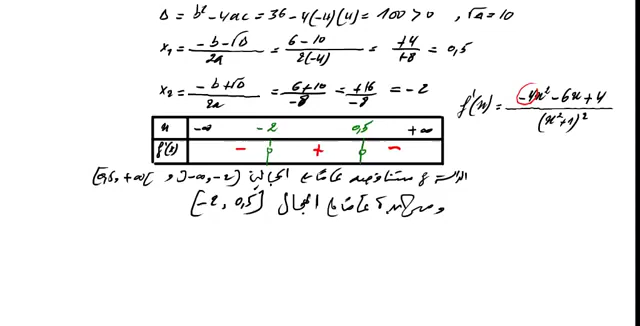 Δ = b² - 4ac = 36 - 4(-4)(4) = 100 > 0 , √Δ = 10
x₁ = (-b-√Δ)/2a = (6-10)/2(-4) = +4/+8 = 0,5
x₂ = (-b+√Δ)/2a = (6+10)/-8 = +16/-8 = -2
f'(x) = (-4x² - 6x + 4)/(x²+1)²
x -∞ -2 0,5 +∞
f'(x) - 0 + 0 -
الدالة f متناقصة على المجالين ]-∞, -2] و [0,5, +∞[
ومتزايدة على المجال [-2, 0,5]